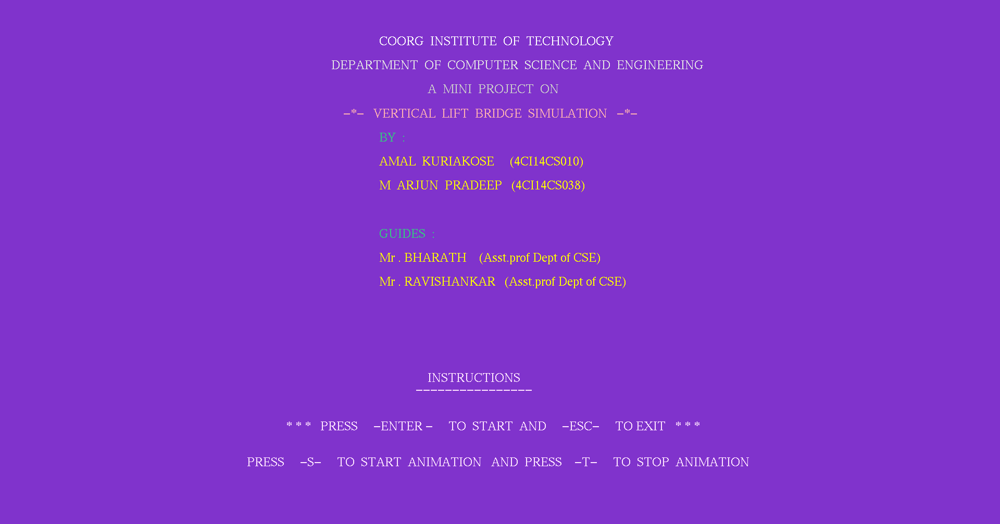 COORG INSTITUTE OF TECHNOLOGY
DEPARTMENT OF COMPUTER SCIENCE AND ENGINEERING
A MINI PROJECT ON
-*- VERTICAL LIFT BRIDGE SIMULATION -*-
BY :
AMAL KURIAKOSE (4CI14CS010)
M ARJUN PRADEEP (4CI14CS038)
GUIDES :
Mr . BHARATH (Asst.prof Dept of CSE)
Mr . RAVISHANKAR (Asst.prof Dept of CSE)
INSTRUCTIONS
----------------
* * * PRESS -ENTER - TO START AND -ESC- TO EXIT * * *
PRESS -S- TO START ANIMATION AND PRESS -T- TO STOP ANIMATION